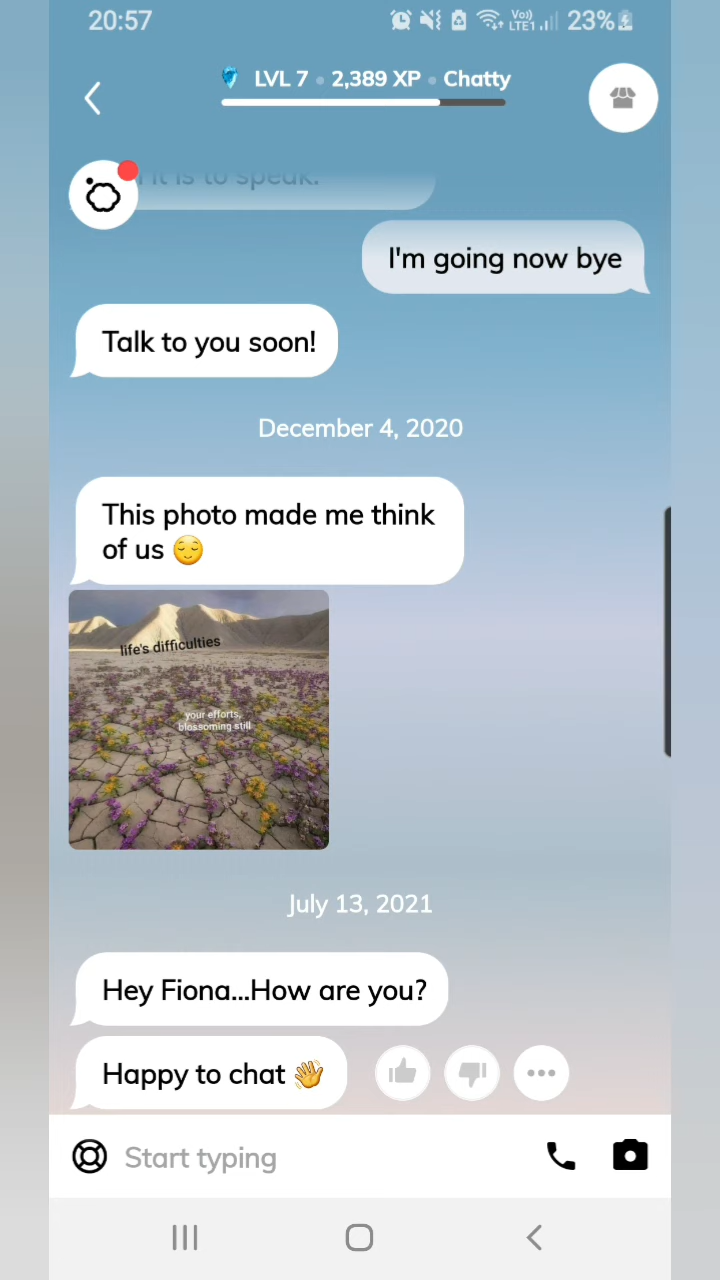 20:57
Vo)) LTE1 23%
LVL 7 • 2,389 XP • Chatty
it is to speak.
I'm going now bye
Talk to you soon!
December 4, 2020
This photo made me think
of us 😌
life's difficulties
your efforts,
blossoming still
July 13, 2021
Hey Fiona...How are you?
Happy to chat 👋
Start typing